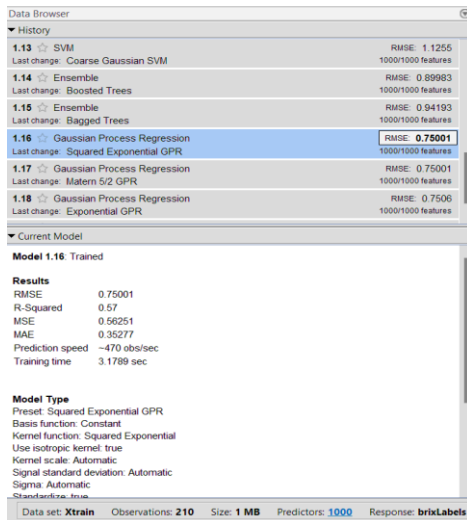 Data Browser
History
1.13 SVM RMSE: 1.1255
Last change: Coarse Gaussian SVM 1000/1000 features
1.14 Ensemble RMSE: 0.89983
Last change: Boosted Trees 1000/1000 features
1.15 Ensemble RMSE: 0.94193
Last change: Bagged Trees 1000/1000 features
1.16 Gaussian Process Regression RMSE: 0.75001
Last change: Squared Exponential GPR 1000/1000 features
1.17 Gaussian Process Regression RMSE: 0.75001
Last change: Matern 5/2 GPR 1000/1000 features
1.18 Gaussian Process Regression RMSE: 0.7506
Last change: Exponential GPR 1000/1000 features
Current Model
Model 1.16: Trained
Results
RMSE 0.75001
R-Squared 0.57
MSE 0.56251
MAE 0.35277
Prediction speed ~470 obs/sec
Training time 3.1789 sec
Model Type
Preset: Squared Exponential GPR
Basis function: Constant
Kernel function: Squared Exponential
Use isotropic kernel: true
Kernel scale: Automatic
Signal standard deviation: Automatic
Sigma: Automatic
Standardize: true
Data set: Xtrain Observations: 210 Size: 1 MB Predictors: 1000 Response: brixLabels